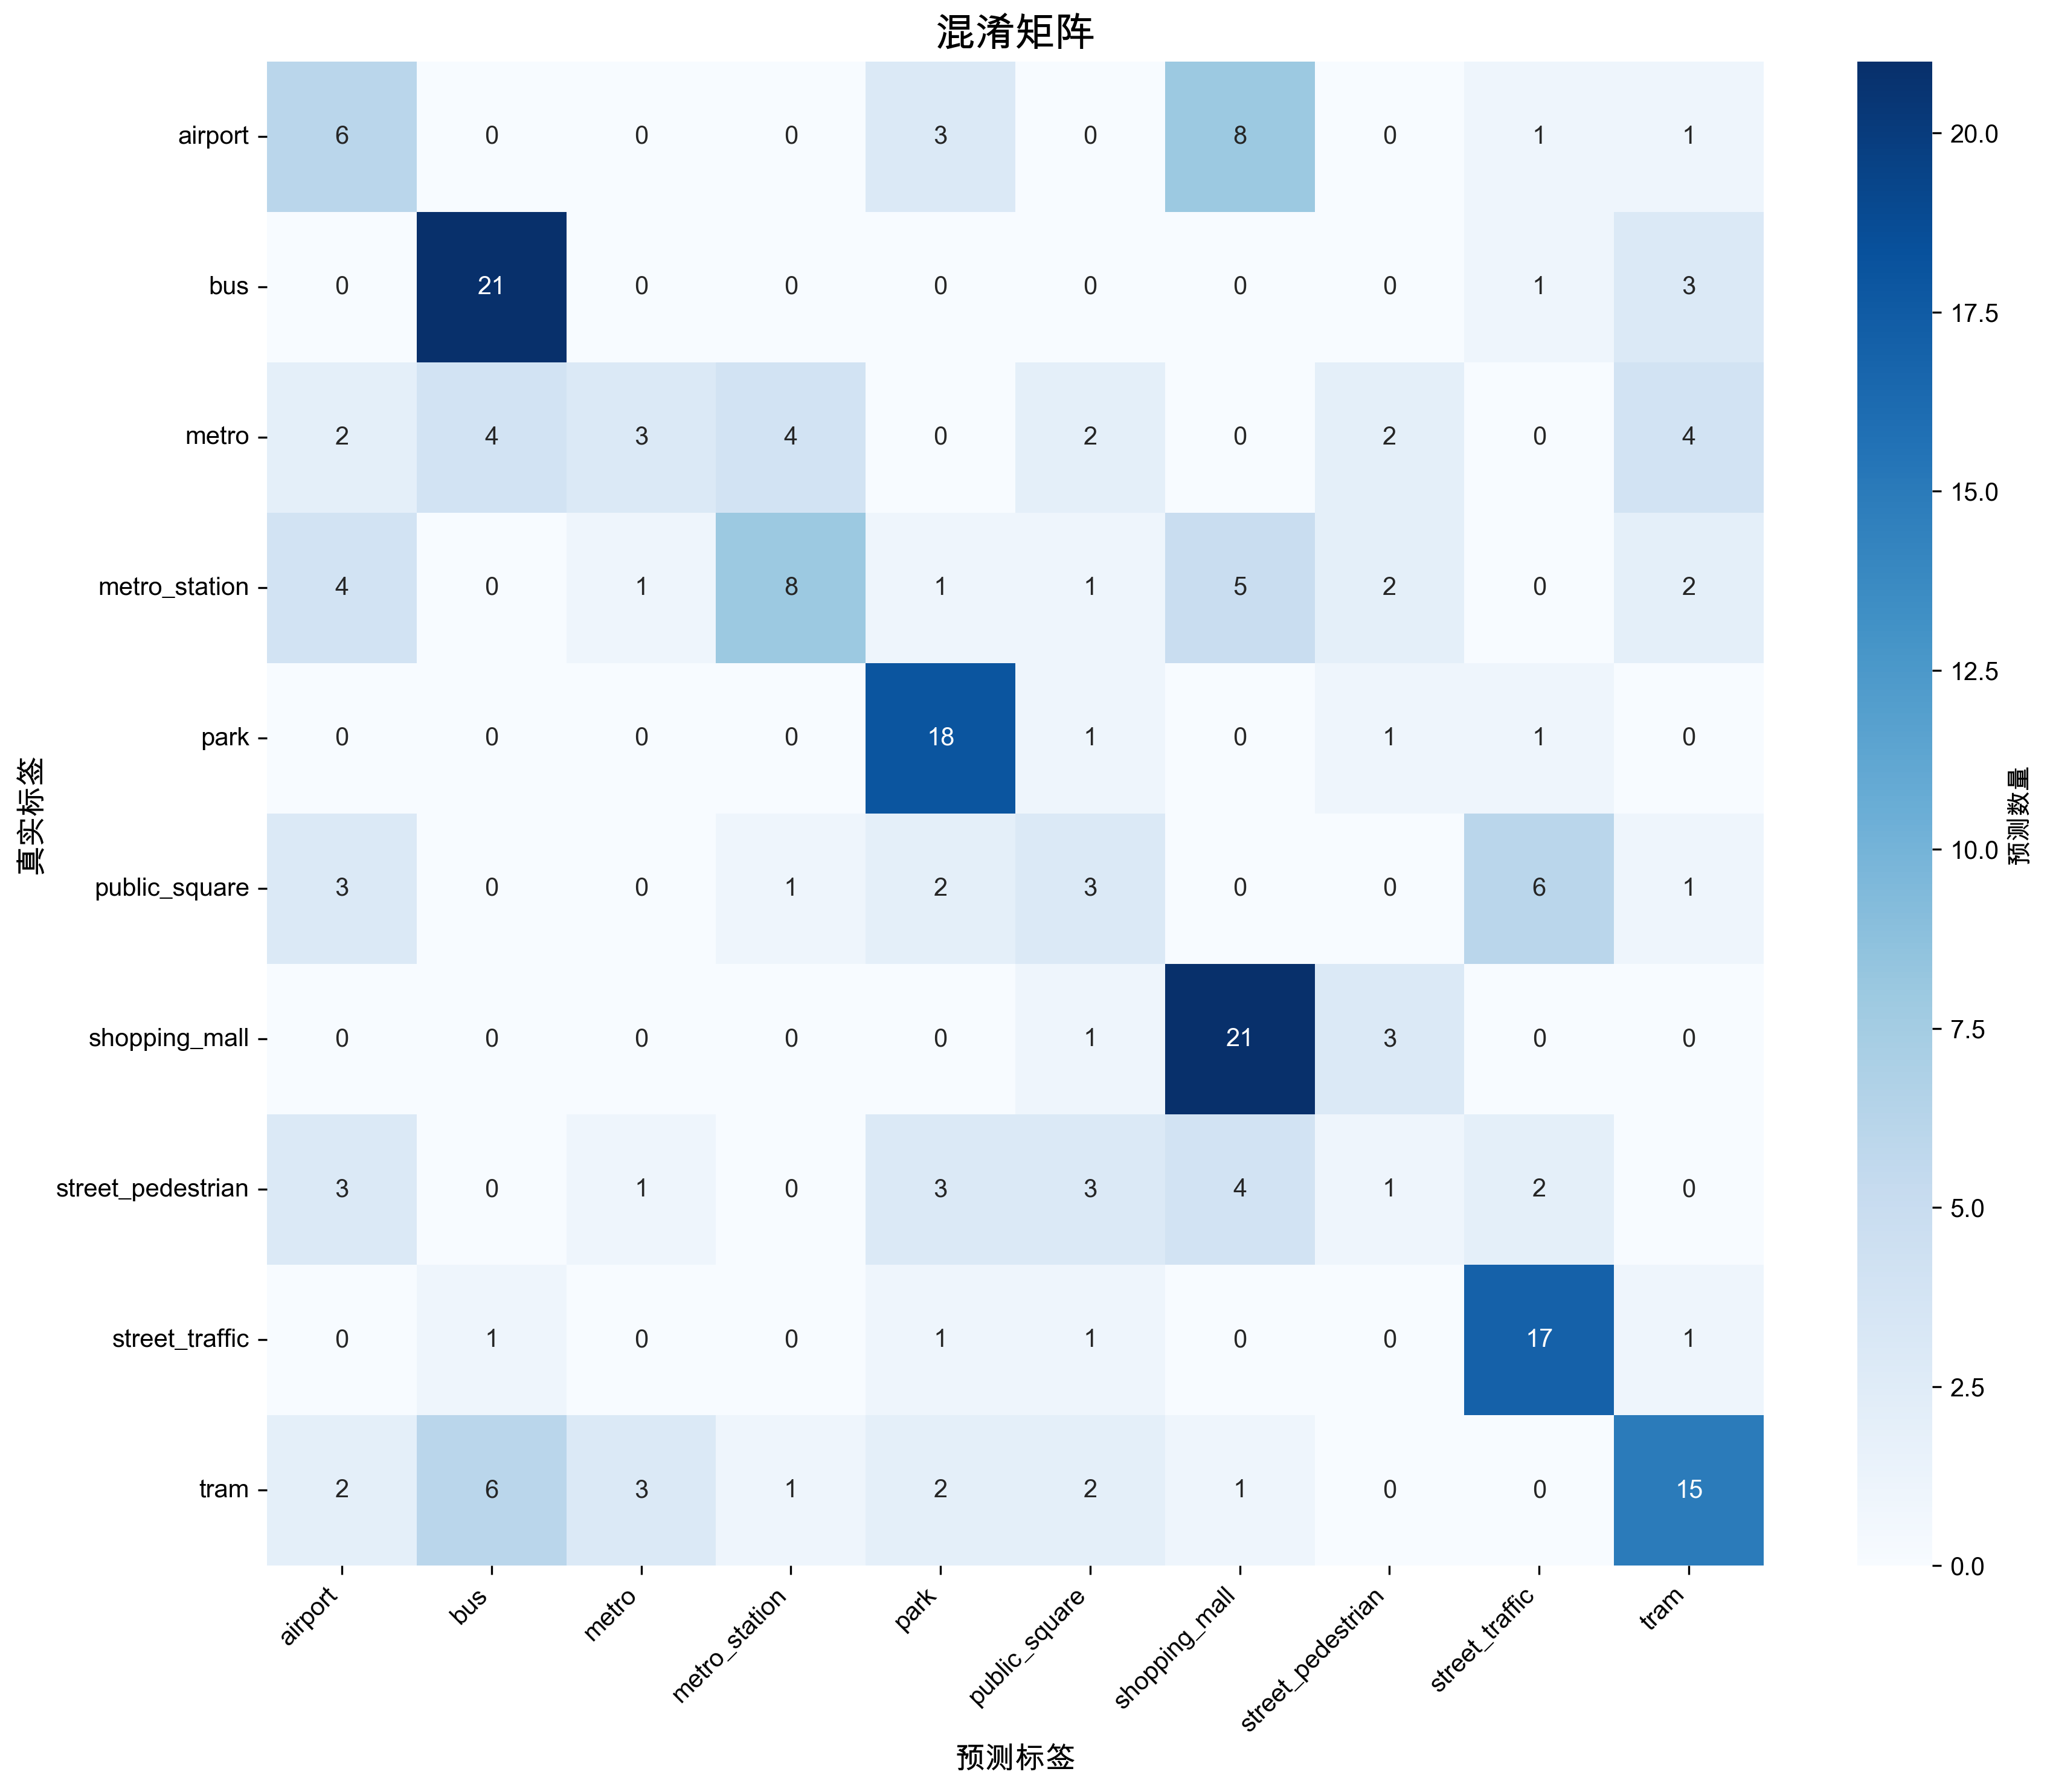 混淆矩阵
airport 6 0 0 0 3 0 8 0 1 1
bus 0 21 0 0 0 0 0 0 1 3
metro 2 4 3 4 0 2 0 2 0 4
metro_station 4 0 1 8 1 1 5 2 0 2
park 0 0 0 0 18 1 0 1 1 0
public_square 3 0 0 1 2 3 0 0 6 1
shopping_mall 0 0 0 0 0 1 21 3 0 0
street_pedestrian 3 0 1 0 3 3 4 1 2 0
street_traffic 0 1 0 0 1 1 0 0 17 1
tram 2 6 3 1 2 2 1 0 0 15
airport bus metro metro_station park public_square shopping_mall street_pedestrian street_traffic tram
预测标签
真实标签
20.0
17.5
15.0
12.5
10.0
7.5
5.0
2.5
0.0
预测数量